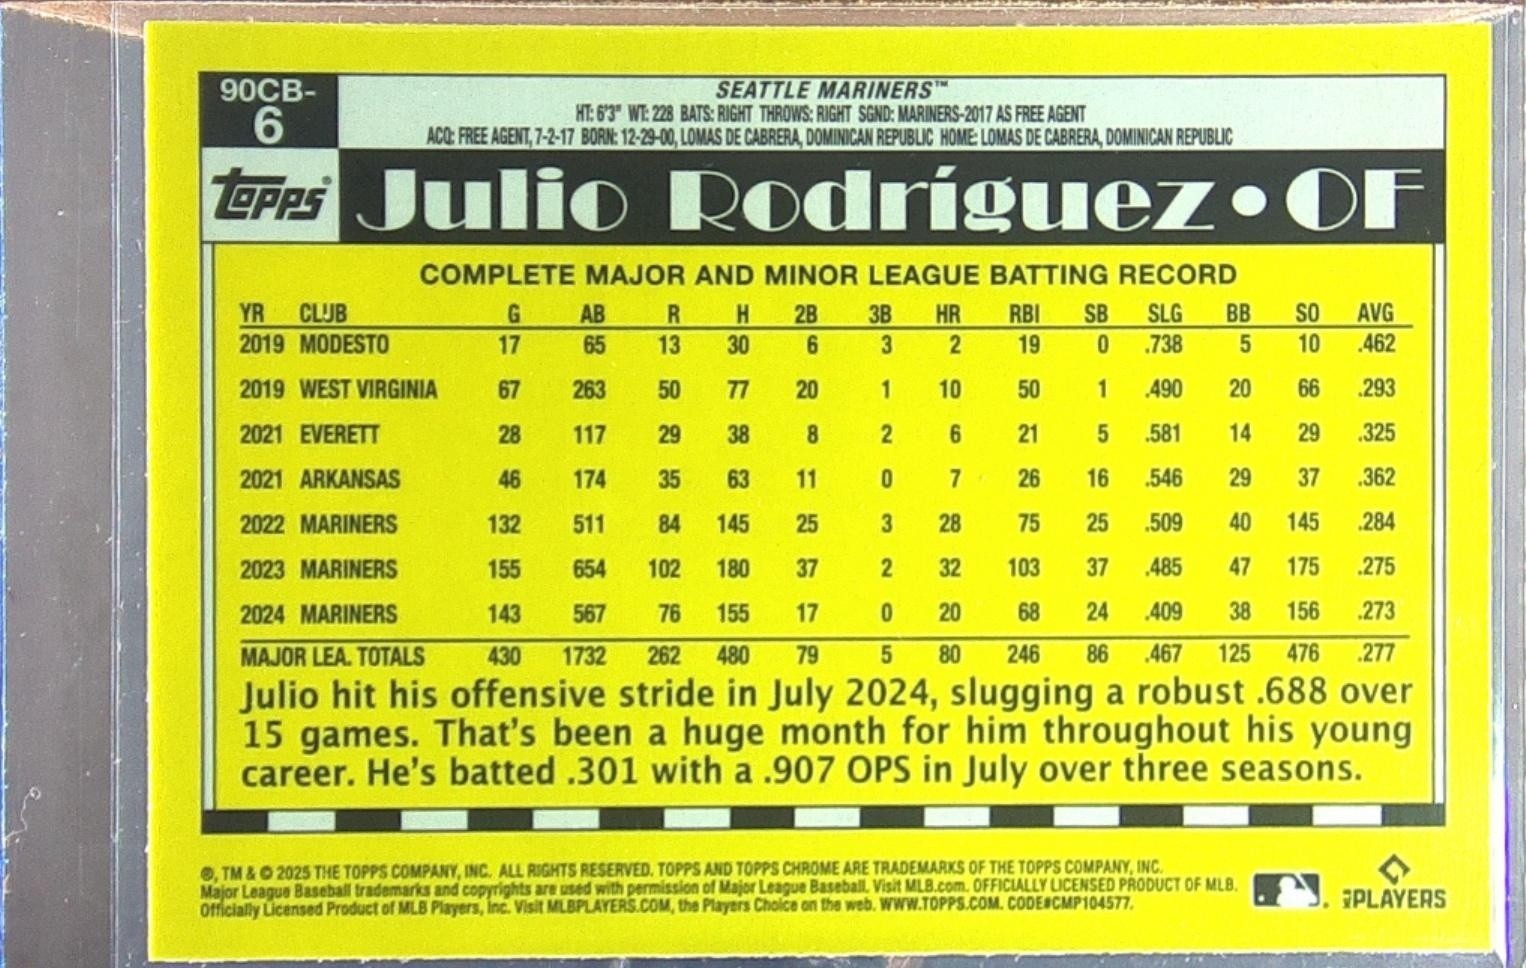 90CB-
6
SEATTLE MARINERS™
HT: 6'3" WT: 228 BATS: RIGHT THROWS: RIGHT SGND: MARINERS-2017 AS FREE AGENT
ACQ: FREE AGENT, 7-2-17 BORN: 12-29-00, LOMAS DE CABRERA, DOMINICAN REPUBLIC HOME: LOMAS DE CABRERA, DOMINICAN REPUBLIC
Topps® Julio Rodríguez • OF
COMPLETE MAJOR AND MINOR LEAGUE BATTING RECORD
YR CLUB G AB R H 2B 3B HR RBI SB SLG BB SO AVG
2019 MODESTO 17 65 13 30 6 3 2 19 0 .738 5 10 .462
2019 WEST VIRGINIA 67 263 50 77 20 1 10 50 1 .490 20 66 .293
2021 EVERETT 28 117 29 38 8 2 6 21 5 .581 14 29 .325
2021 ARKANSAS 46 174 35 63 11 0 7 26 16 .546 29 37 .362
2022 MARINERS 132 511 84 145 25 3 28 75 25 .509 40 145 .284
2023 MARINERS 155 654 102 180 37 2 32 103 37 .485 47 175 .275
2024 MARINERS 143 567 76 155 17 0 20 68 24 .409 38 156 .273
MAJOR LEA. TOTALS 430 1732 262 480 79 5 80 246 86 .467 125 476 .277
Julio hit his offensive stride in July 2024, slugging a robust .688 over
15 games. That's been a huge month for him throughout his young
career. He's batted .301 with a .907 OPS in July over three seasons.
®, TM & © 2025 THE TOPPS COMPANY, INC. ALL RIGHTS RESERVED. TOPPS AND TOPPS CHROME ARE TRADEMARKS OF THE TOPPS COMPANY, INC.
Major League Baseball trademarks and copyrights are used with permission of Major League Baseball. Visit MLB.com. OFFICIALLY LICENSED PRODUCT OF MLB.
Officially Licensed Product of MLB Players, Inc. Visit MLBPLAYERS.COM, the Players Choice on the web. WWW.TOPPS.COM. CODE#CMP104577.
MLB PLAYERS